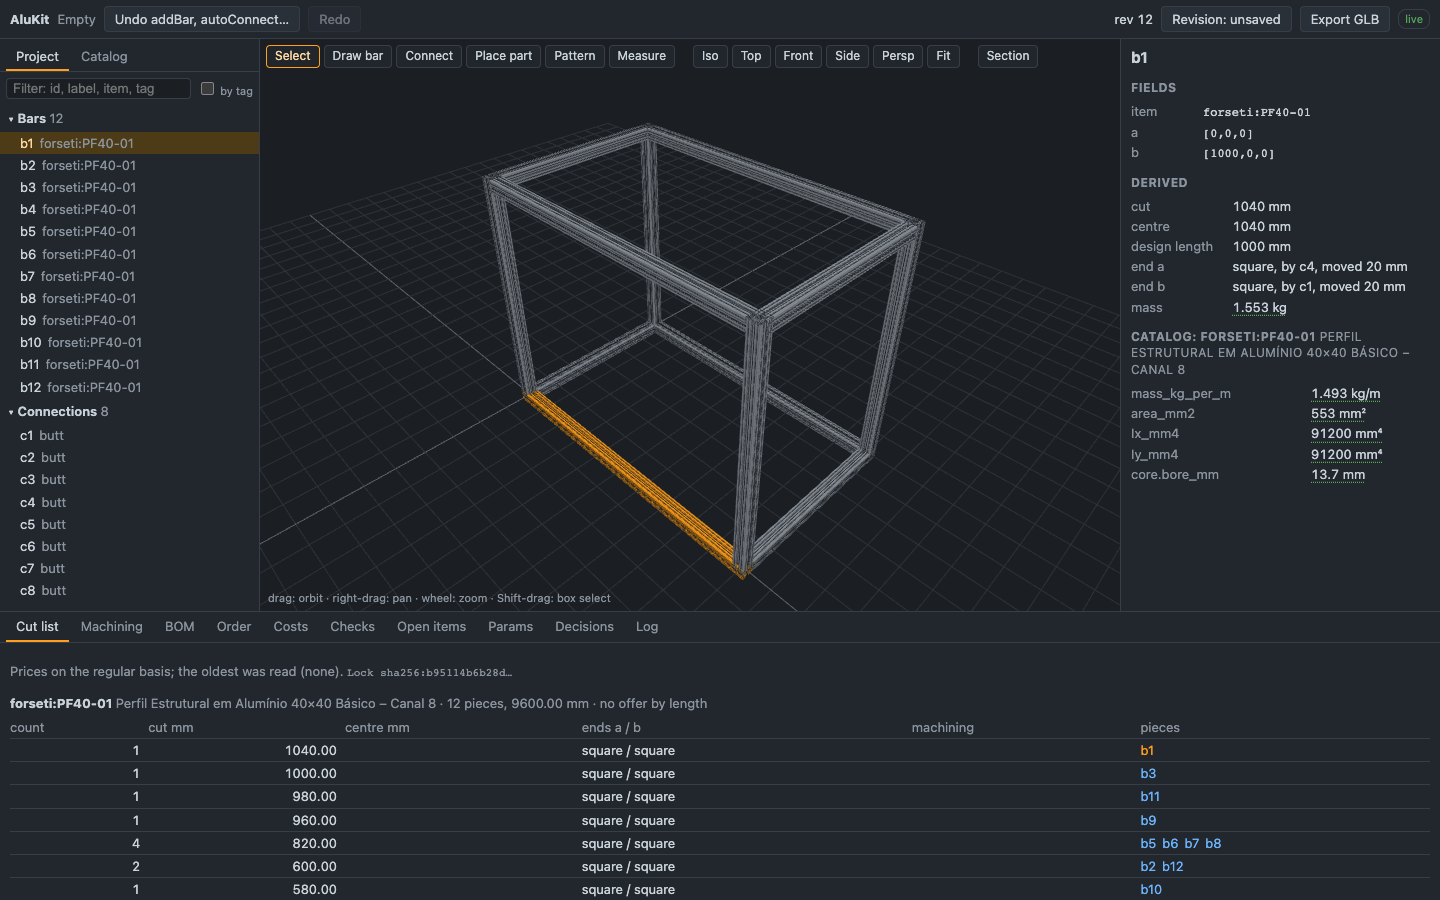 AluKit Empty Undo addBar, autoConnect... Redo rev 12 Revision: unsaved Export GLB live
Project Catalog
Filter: id, label, item, tag by tag
Bars 12
b1 forseti:PF40-01
b2 forseti:PF40-01
b3 forseti:PF40-01
b4 forseti:PF40-01
b5 forseti:PF40-01
b6 forseti:PF40-01
b7 forseti:PF40-01
b8 forseti:PF40-01
b9 forseti:PF40-01
b10 forseti:PF40-01
b11 forseti:PF40-01
b12 forseti:PF40-01
Connections 8
c1 butt
c2 butt
c3 butt
c4 butt
c5 butt
c6 butt
c7 butt
c8 butt
Select Draw bar Connect Place part Pattern Measure Iso Top Front Side Persp Fit Section
drag: orbit · right-drag: pan · wheel: zoom · Shift-drag: box select
b1
FIELDS
item forseti:PF40-01
a [0,0,0]
b [1000,0,0]
DERIVED
cut 1040 mm
centre 1040 mm
design length 1000 mm
end a square, by c4, moved 20 mm
end b square, by c1, moved 20 mm
mass 1.553 kg
CATALOG: FORSETI:PF40-01 PERFIL
ESTRUTURAL EM ALUMÍNIO 40×40 BÁSICO –
CANAL 8
mass_kg_per_m 1.493 kg/m
area_mm2 553 mm²
Ix_mm4 91200 mm⁴
Iy_mm4 91200 mm⁴
core.bore_mm 13.7 mm
Cut list Machining BOM Order Costs Checks Open items Params Decisions Log
Prices on the regular basis; the oldest was read (none). Lock sha256:b95114b6b28d…
forseti:PF40-01 Perfil Estrutural em Alumínio 40×40 Básico – Canal 8 · 12 pieces, 9600.00 mm · no offer by length
count cut mm centre mm ends a / b machining pieces
1 1040.00 square / square b1
1 1000.00 square / square b3
1 980.00 square / square b11
1 960.00 square / square b9
4 820.00 square / square b5 b6 b7 b8
2 600.00 square / square b2 b12
1 580.00 square / square b10